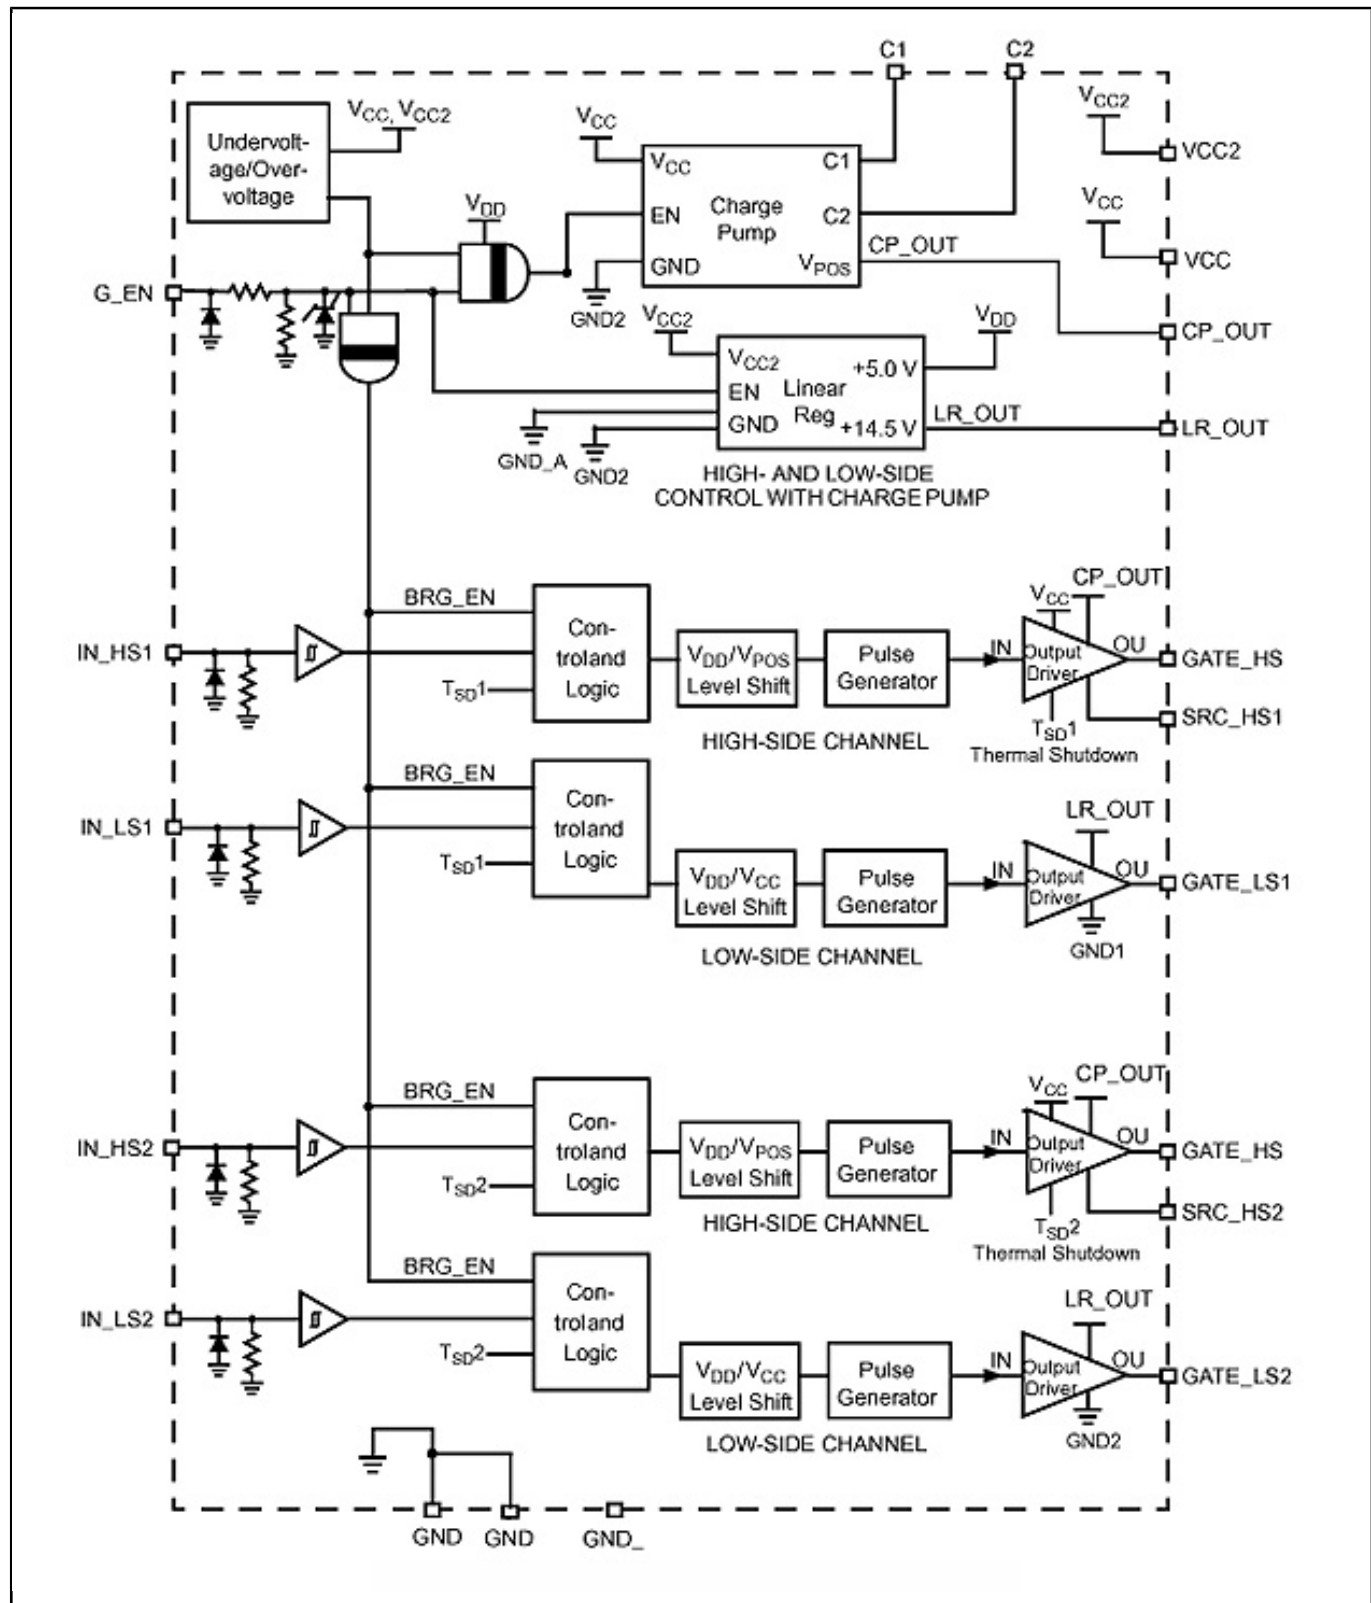 C1
C2
Undervolt-
age/Over-
voltage
VCC, VCC2
VCC
VCC
C1
EN
Charge
Pump
C2
GND
VPOS
CP_OUT
GND2
VCC2
VCC2
VCC
VCC
VDD
G_EN
CP_OUT
VCC2
VDD
VCC2
+5.0 V
EN
Linear
Reg
GND
+14.5 V
LR_OUT
LR_OUT
GND_A
GND2
HIGH- AND LOW-SIDE
CONTROL WITH CHARGE PUMP
IN_HS1
BRG_EN
TSD1
Con-
troland
Logic
VDD/VPOS
Level Shift
Pulse
Generator
IN
VCC
CP_OUT
Output
Driver
OU
GATE_HS
SRC_HS1
TSD1
Thermal Shutdown
HIGH-SIDE CHANNEL
IN_LS1
BRG_EN
TSD1
Con-
troland
Logic
VDD/VCC
Level Shift
Pulse
Generator
IN
LR_OUT
Output
Driver
OU
GATE_LS1
GND1
LOW-SIDE CHANNEL
IN_HS2
BRG_EN
TSD2
Con-
troland
Logic
VDD/VPOS
Level Shift
Pulse
Generator
IN
VCC
CP_OUT
Output
Driver
OU
GATE_HS
SRC_HS2
TSD2
Thermal Shutdown
HIGH-SIDE CHANNEL
IN_LS2
BRG_EN
TSD2
Con-
troland
Logic
VDD/VCC
Level Shift
Pulse
Generator
IN
LR_OUT
Output
Driver
OU
GATE_LS2
GND2
LOW-SIDE CHANNEL
GND
GND
GND_